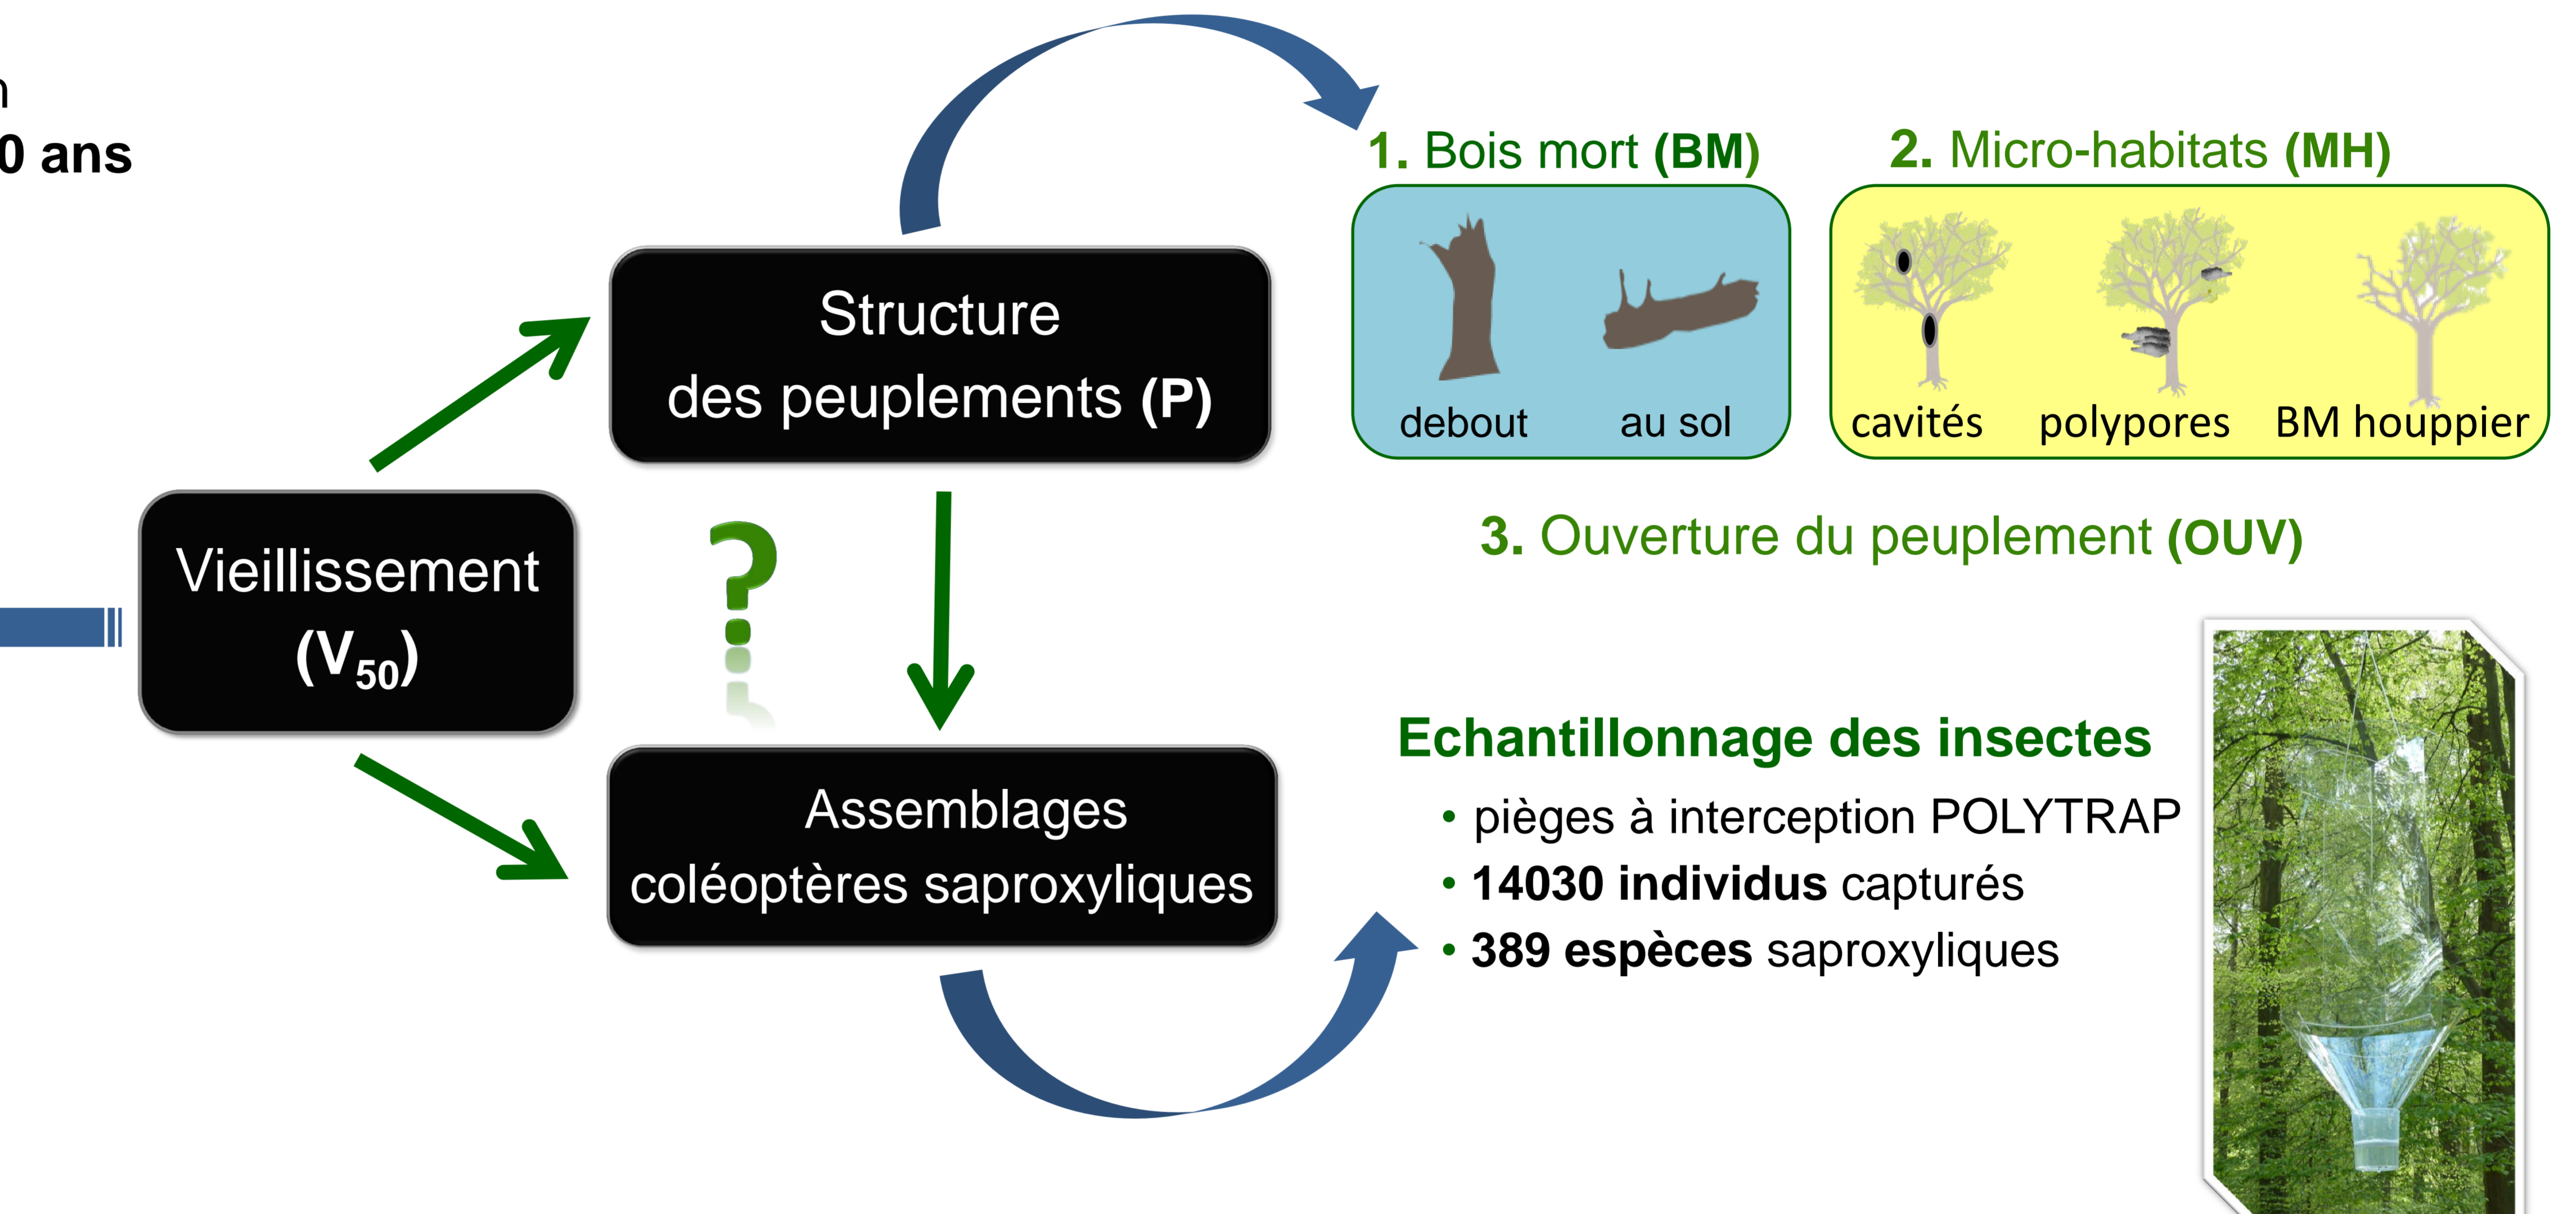 0 ans
1. Bois mort (BM)
2. Micro-habitats (MH)
debout
au sol
cavités
polypores
BM houppier
3. Ouverture du peuplement (OUV)
Structure
des peuplements (P)
Vieillissement
(V50)
?
Assemblages
coléoptères saproxyliques
Echantillonnage des insectes
• pièges à interception POLYTRAP
• 14030 individus capturés
• 389 espèces saproxyliques